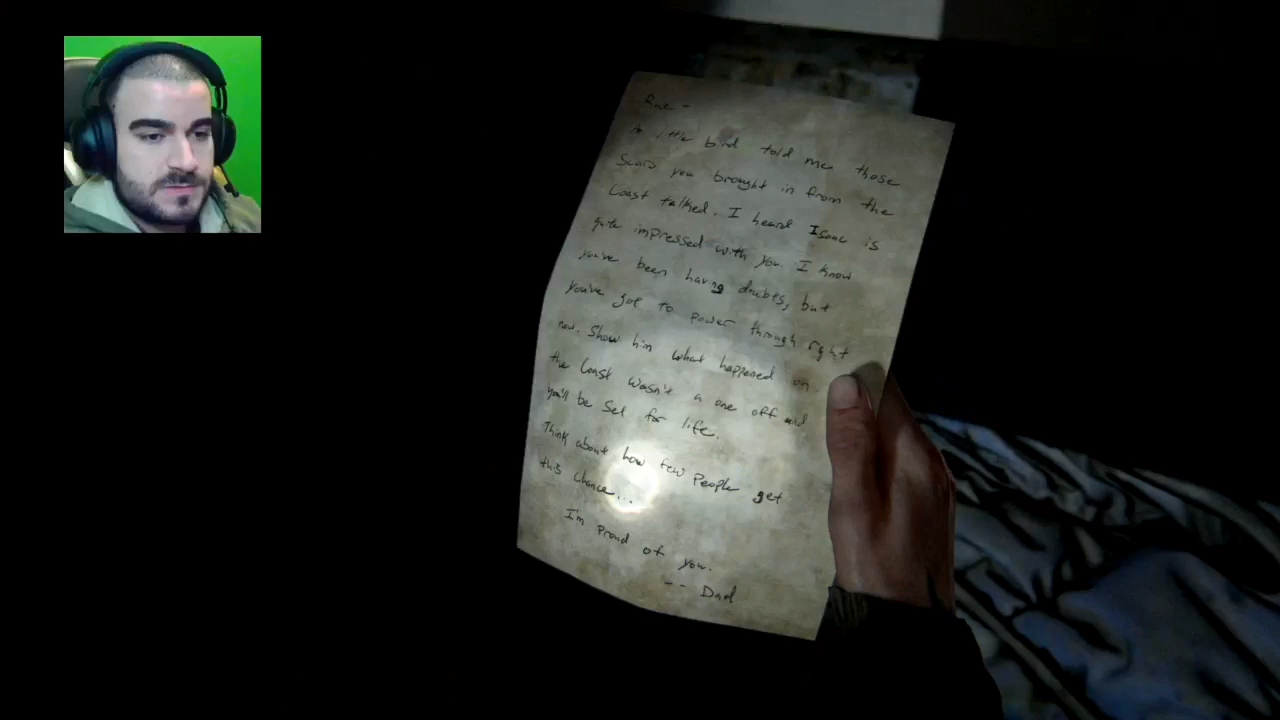 Rae -
A little bird told me those
Scars you brought in from the
Coast talked. I heard Isaac is
quite impressed with you. I know
you've been having doubts, but
you've got to power through right
now. Show him what happened on
the Coast wasn't a one off and
you'll be set for life.
Think about how few people get
this chance...
I'm proud of you.
-- Dad